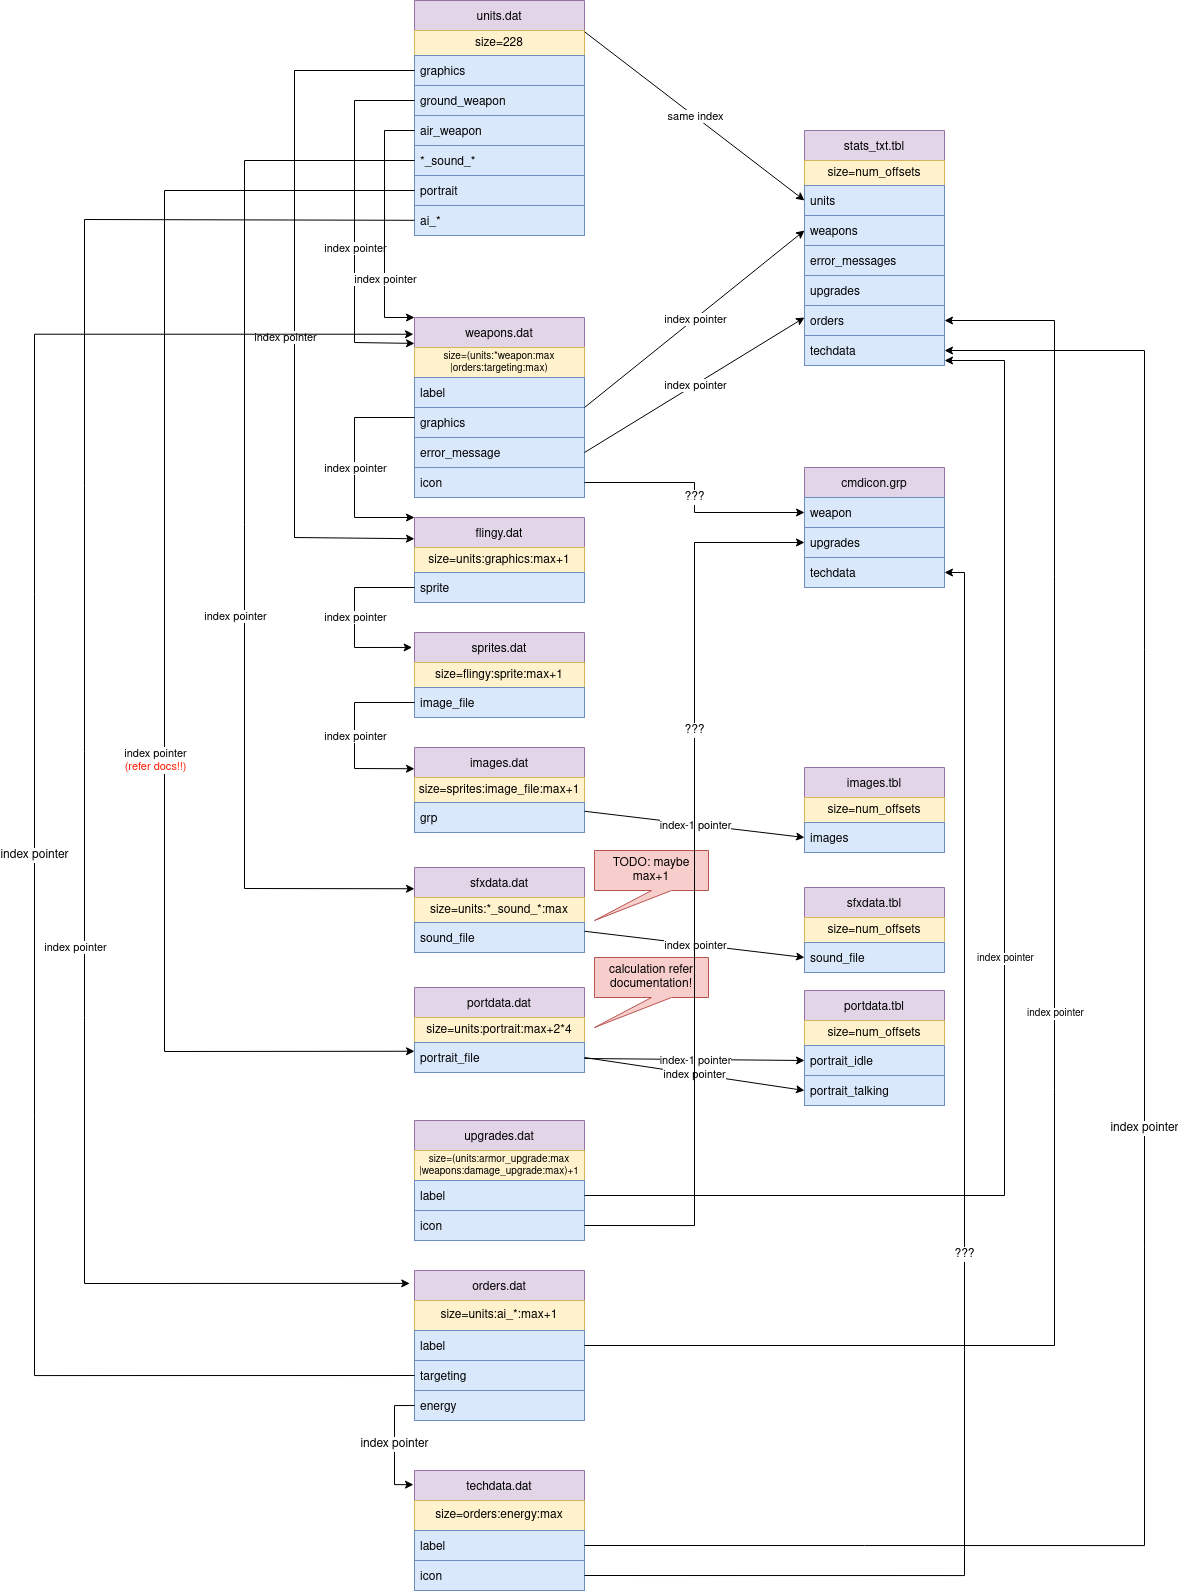 units.dat
size=228
graphics
ground_weapon
air_weapon
*_sound_*
portrait
ai_*
same index
stats_txt.tbl
size=num_offsets
units
weapons
error_messages
upgrades
orders
techdata
index pointer
index pointer
index pointer
index pointer
index pointer
weapons.dat
size=(units:*weapon:max
|orders:targeting:max)
label
graphics
error_message
icon
index pointer
???
cmdicon.grp
weapon
upgrades
techdata
flingy.dat
size=units:graphics:max+1
sprite
index pointer
index pointer
sprites.dat
size=flingy:sprite:max+1
image_file
index pointer
???
index pointer
(refer docs!!)
images.dat
size=sprites:image_file:max+1
grp
index-1 pointer
images.tbl
size=num_offsets
images
index pointer
TODO: maybe
max+1
sfxdata.dat
size=units:*_sound_*:max
sound_file
index pointer
sfxdata.tbl
size=num_offsets
sound_file
index pointer
index pointer
calculation refer
documentation!
portdata.dat
size=units:portrait:max+2*4
portrait_file
index-1 pointer
index pointer
portdata.tbl
size=num_offsets
portrait_idle
portrait_talking
index pointer
index pointer
upgrades.dat
size=(units:armor_upgrade:max
|weapons:damage_upgrade:max)+1
label
icon
???
orders.dat
size=units:ai_*:max+1
label
targeting
energy
index pointer
techdata.dat
size=orders:energy:max
label
icon